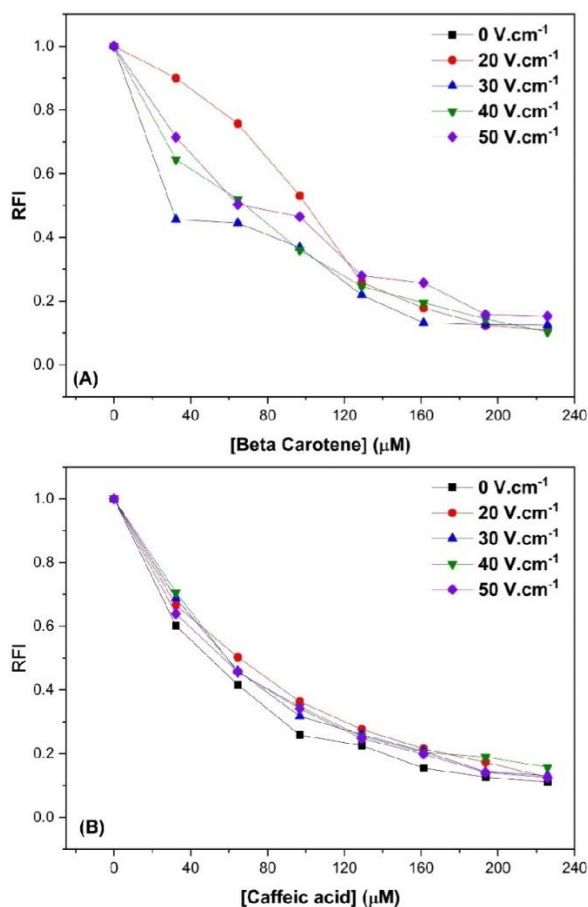 1.0
0.8
0.6
0.4
0.2
0.0
RFI
0 V.cm⁻¹
20 V.cm⁻¹
30 V.cm⁻¹
40 V.cm⁻¹
50 V.cm⁻¹
(A)
0 40 80 120 160 200 240
[Beta Carotene] (μM)
1.0
0.8
0.6
0.4
0.2
0.0
RFI
0 V.cm⁻¹
20 V.cm⁻¹
30 V.cm⁻¹
40 V.cm⁻¹
50 V.cm⁻¹
(B)
0 40 80 120 160 200 240
[Caffeic acid] (μM)